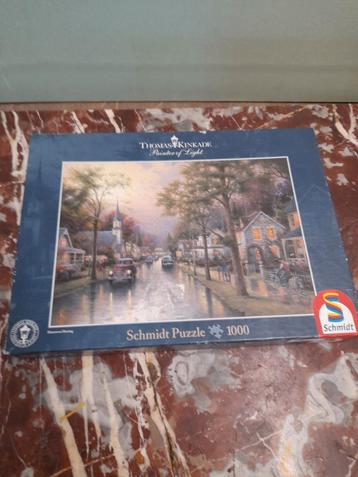 THOMAS KINKADE
Painter of Light
Schmidt Puzzle 1000
S
Schmidt